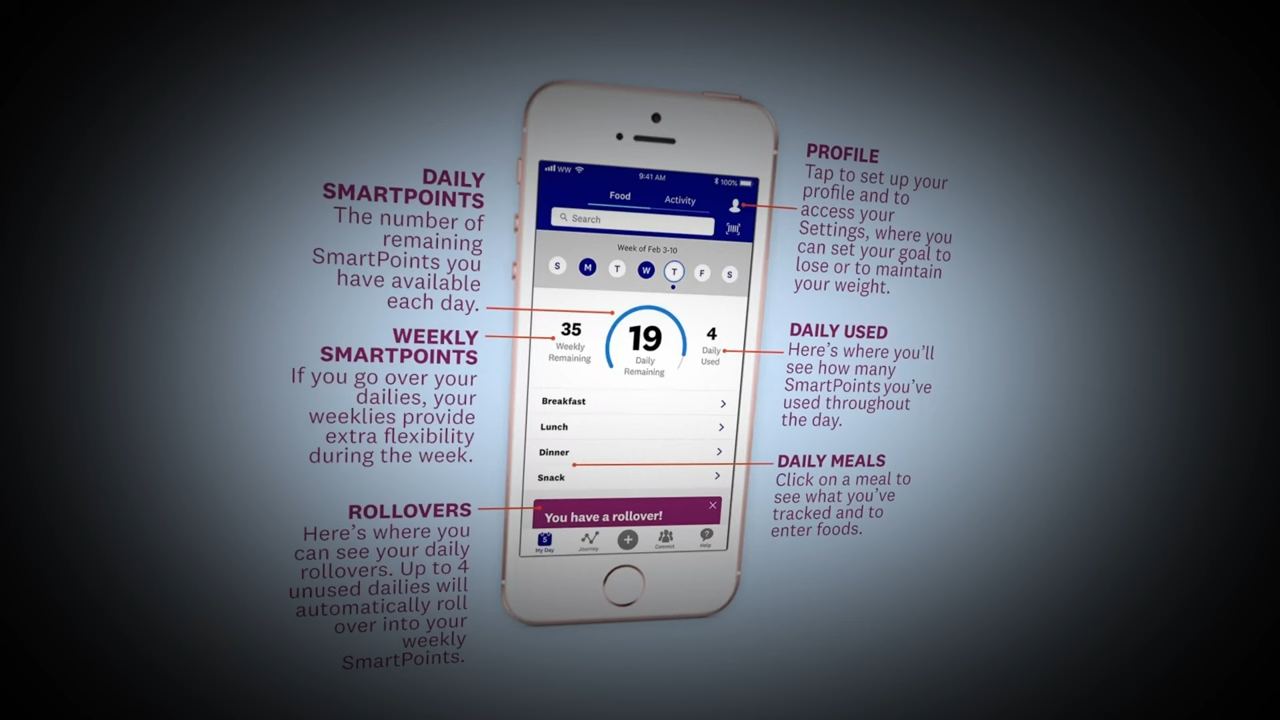 DAILY
SMARTPOINTS
The number of
remaining
SmartPoints you
have available
each day.
WEEKLY
SMARTPOINTS
If you go over your
dailies, your
weeklies provide
extra flexibility
during the week.
ROLLOVERS
Here's where you
can see your daily
rollovers. Up to 4
unused dailies will
automatically roll
over into your
weekly
SmartPoints.
WW 9:41 AM 100%
Food Activity
Search
Week of Feb 3-10
S M T W T F S
35 19 4
Weekly
Remaining
Daily
Remaining
Daily
Used
Breakfast
Lunch
Dinner
Snack
You have a rollover!
5
My Day Journey Connect Help
PROFILE
Tap to set up your
profile and to
access your
Settings, where you
can set your goal to
lose or to maintain
your weight.
DAILY USED
Here's where you'll
see how many
SmartPoints you've
used throughout
the day.
DAILY MEALS
Click on a meal to
see what you've
tracked and to
enter foods.